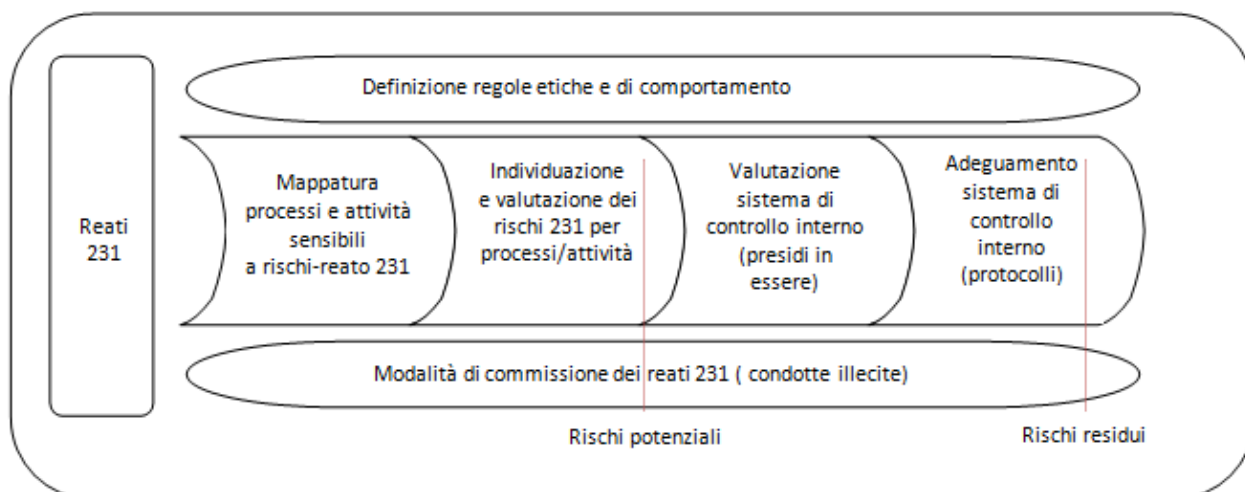 Definizione regole etiche e di comportamento
Reati
231
Mappatura
processi e attività
sensibili
a rischi-reato 231
Individuazione
e valutazione dei
rischi 231 per
processi/attività
Valutazione
sistema di
controllo interno
(presidi in
essere)
Adeguamento
sistema di
controllo
interno
(protocolli)
Modalità di commissione dei reati 231 ( condotte illecite)
Rischi potenziali
Rischi residui